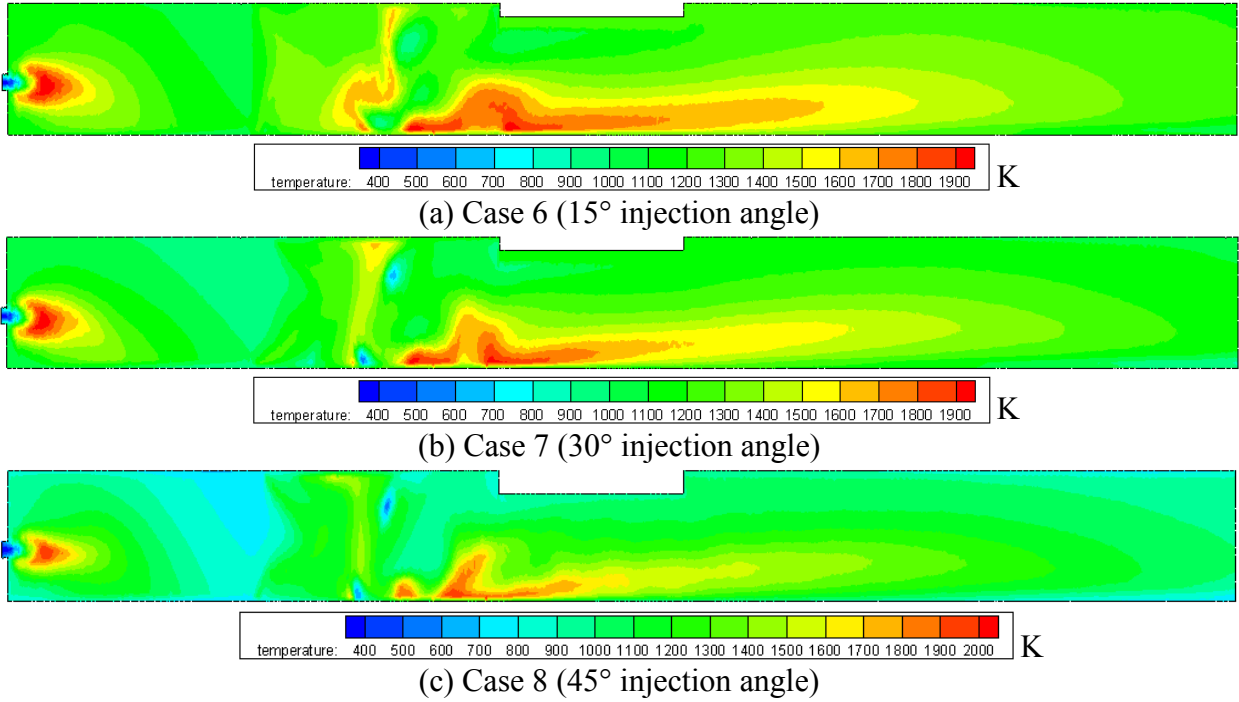 temperature: 400 500 600 700 800 900 1000 1100 1200 1300 1400 1500 1600 1700 1800 1900 K
(a) Case 6 (15° injection angle)
temperature: 400 500 600 700 800 900 1000 1100 1200 1300 1400 1500 1600 1700 1800 1900 K
(b) Case 7 (30° injection angle)
temperature: 400 500 600 700 800 900 1000 1100 1200 1300 1400 1500 1600 1700 1800 1900 2000 K
(c) Case 8 (45° injection angle)